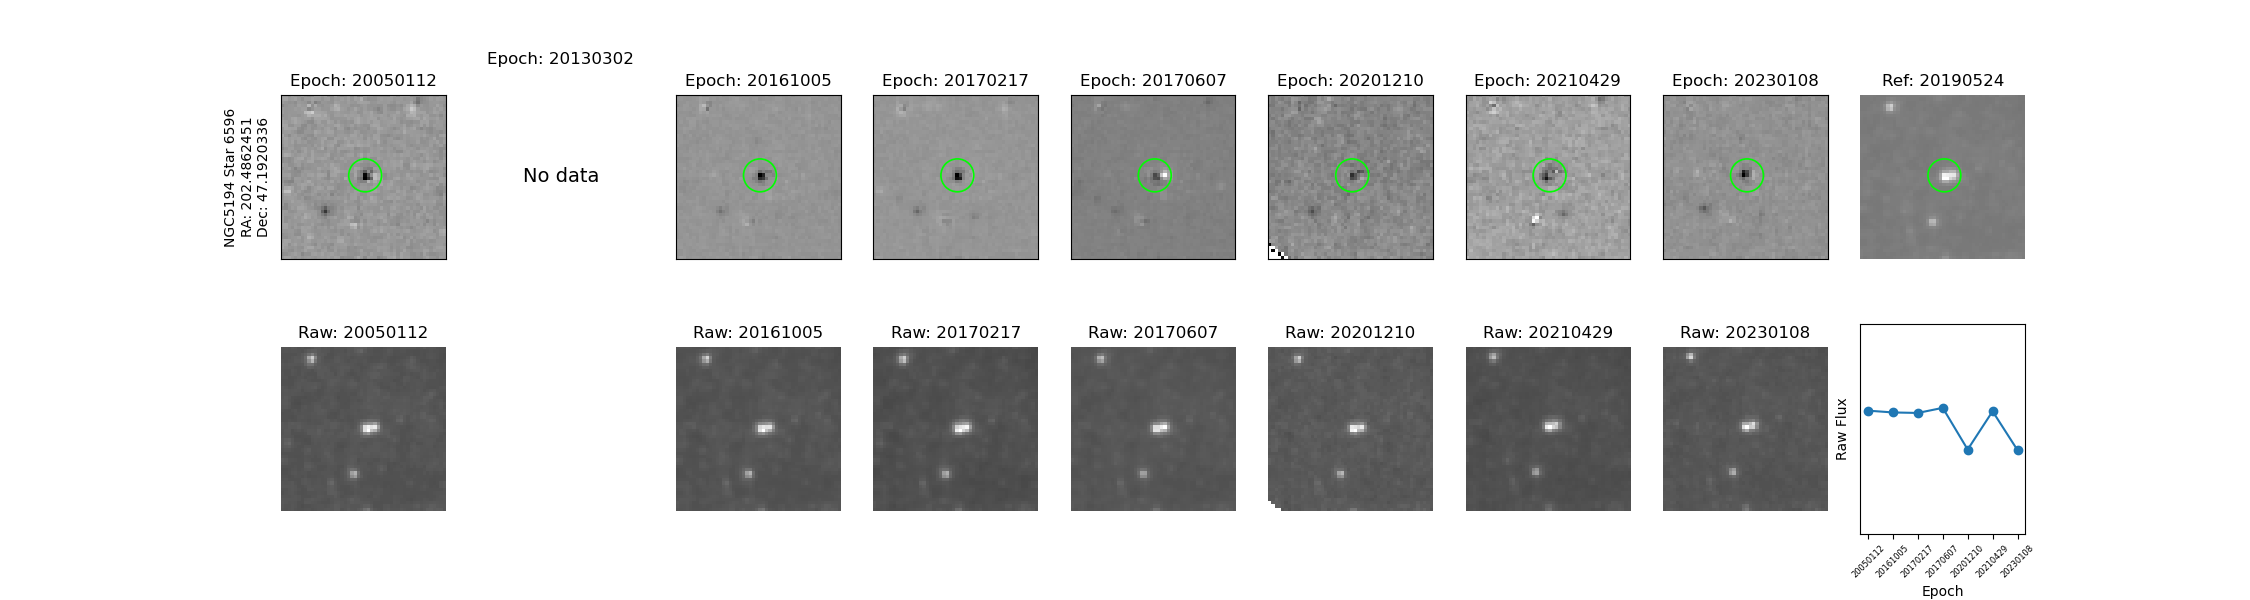 Epoch: 20130302
Epoch: 20050112
Epoch: 20161005
Epoch: 20170217
Epoch: 20170607
Epoch: 20201210
Epoch: 20210429
Epoch: 20230108
Ref: 20190524
NGC5194 Star 6596
RA: 202.4862451
Dec: 47.1920336
No data
Raw: 20050112
Raw: 20161005
Raw: 20170217
Raw: 20170607
Raw: 20201210
Raw: 20210429
Raw: 20230108
Raw Flux
20050112
20161005
20170217
20170607
20201210
20210429
20230108
Epoch